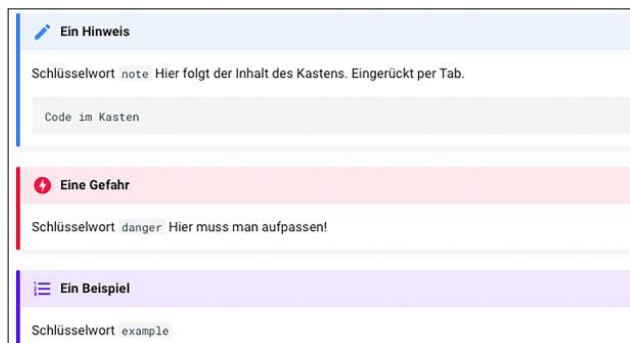 Ein Hinweis
Schlüsselwort note Hier folgt der Inhalt des Kastens. Eingerückt per Tab.
Code im Kasten
Eine Gefahr
Schlüsselwort danger Hier muss man aufpassen!
Ein Beispiel
Schlüsselwort example